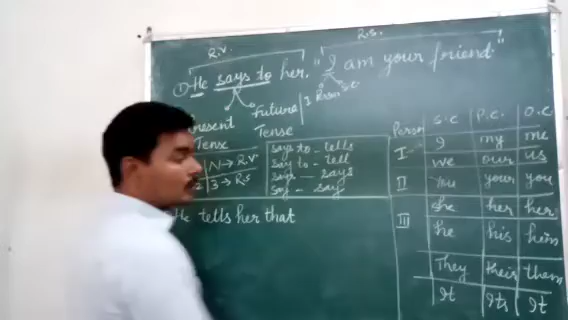 R.V. R.S.
① He says to her, "I am your friend."
Future
Present Tense
Tense
says to - tells
say to - tell
says - says
say - say
N → R.V
3 → R.S
He tells her that
Person S.C P.C. O.C.
I I my me
we our us
II You your you
She her her
III he his him
They their them
It Its It